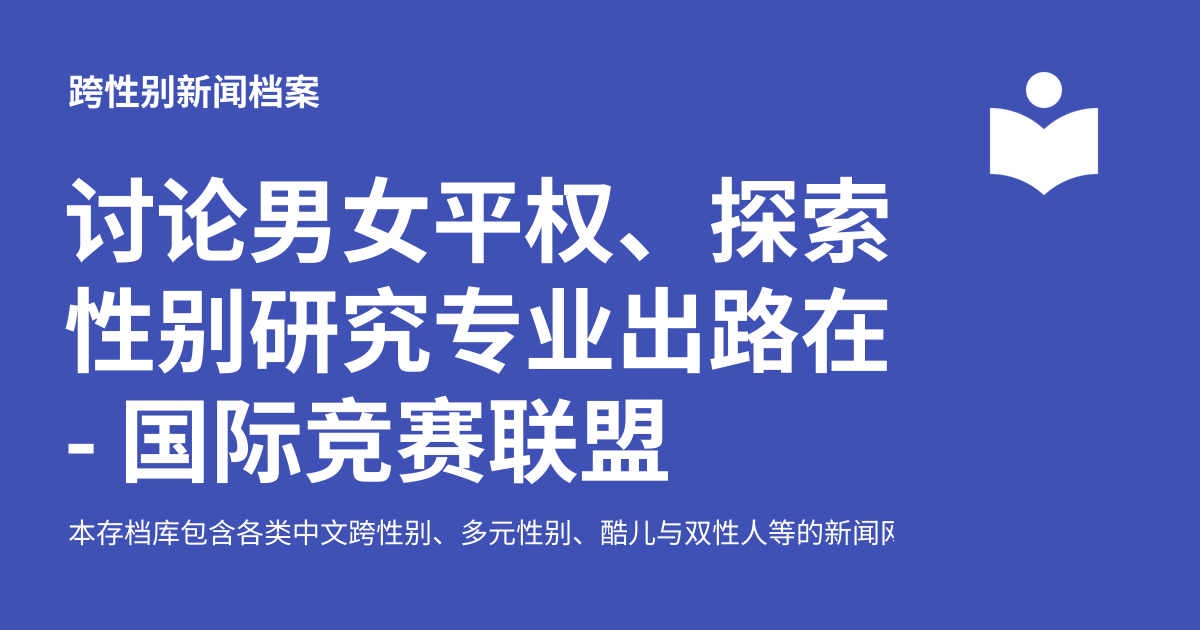 跨性别新闻档案
讨论男女平权、探索
性别研究专业出路在
- 国际竞赛联盟
本存档库包含各类中文跨性别、多元性别、酷儿与双性人等的新闻